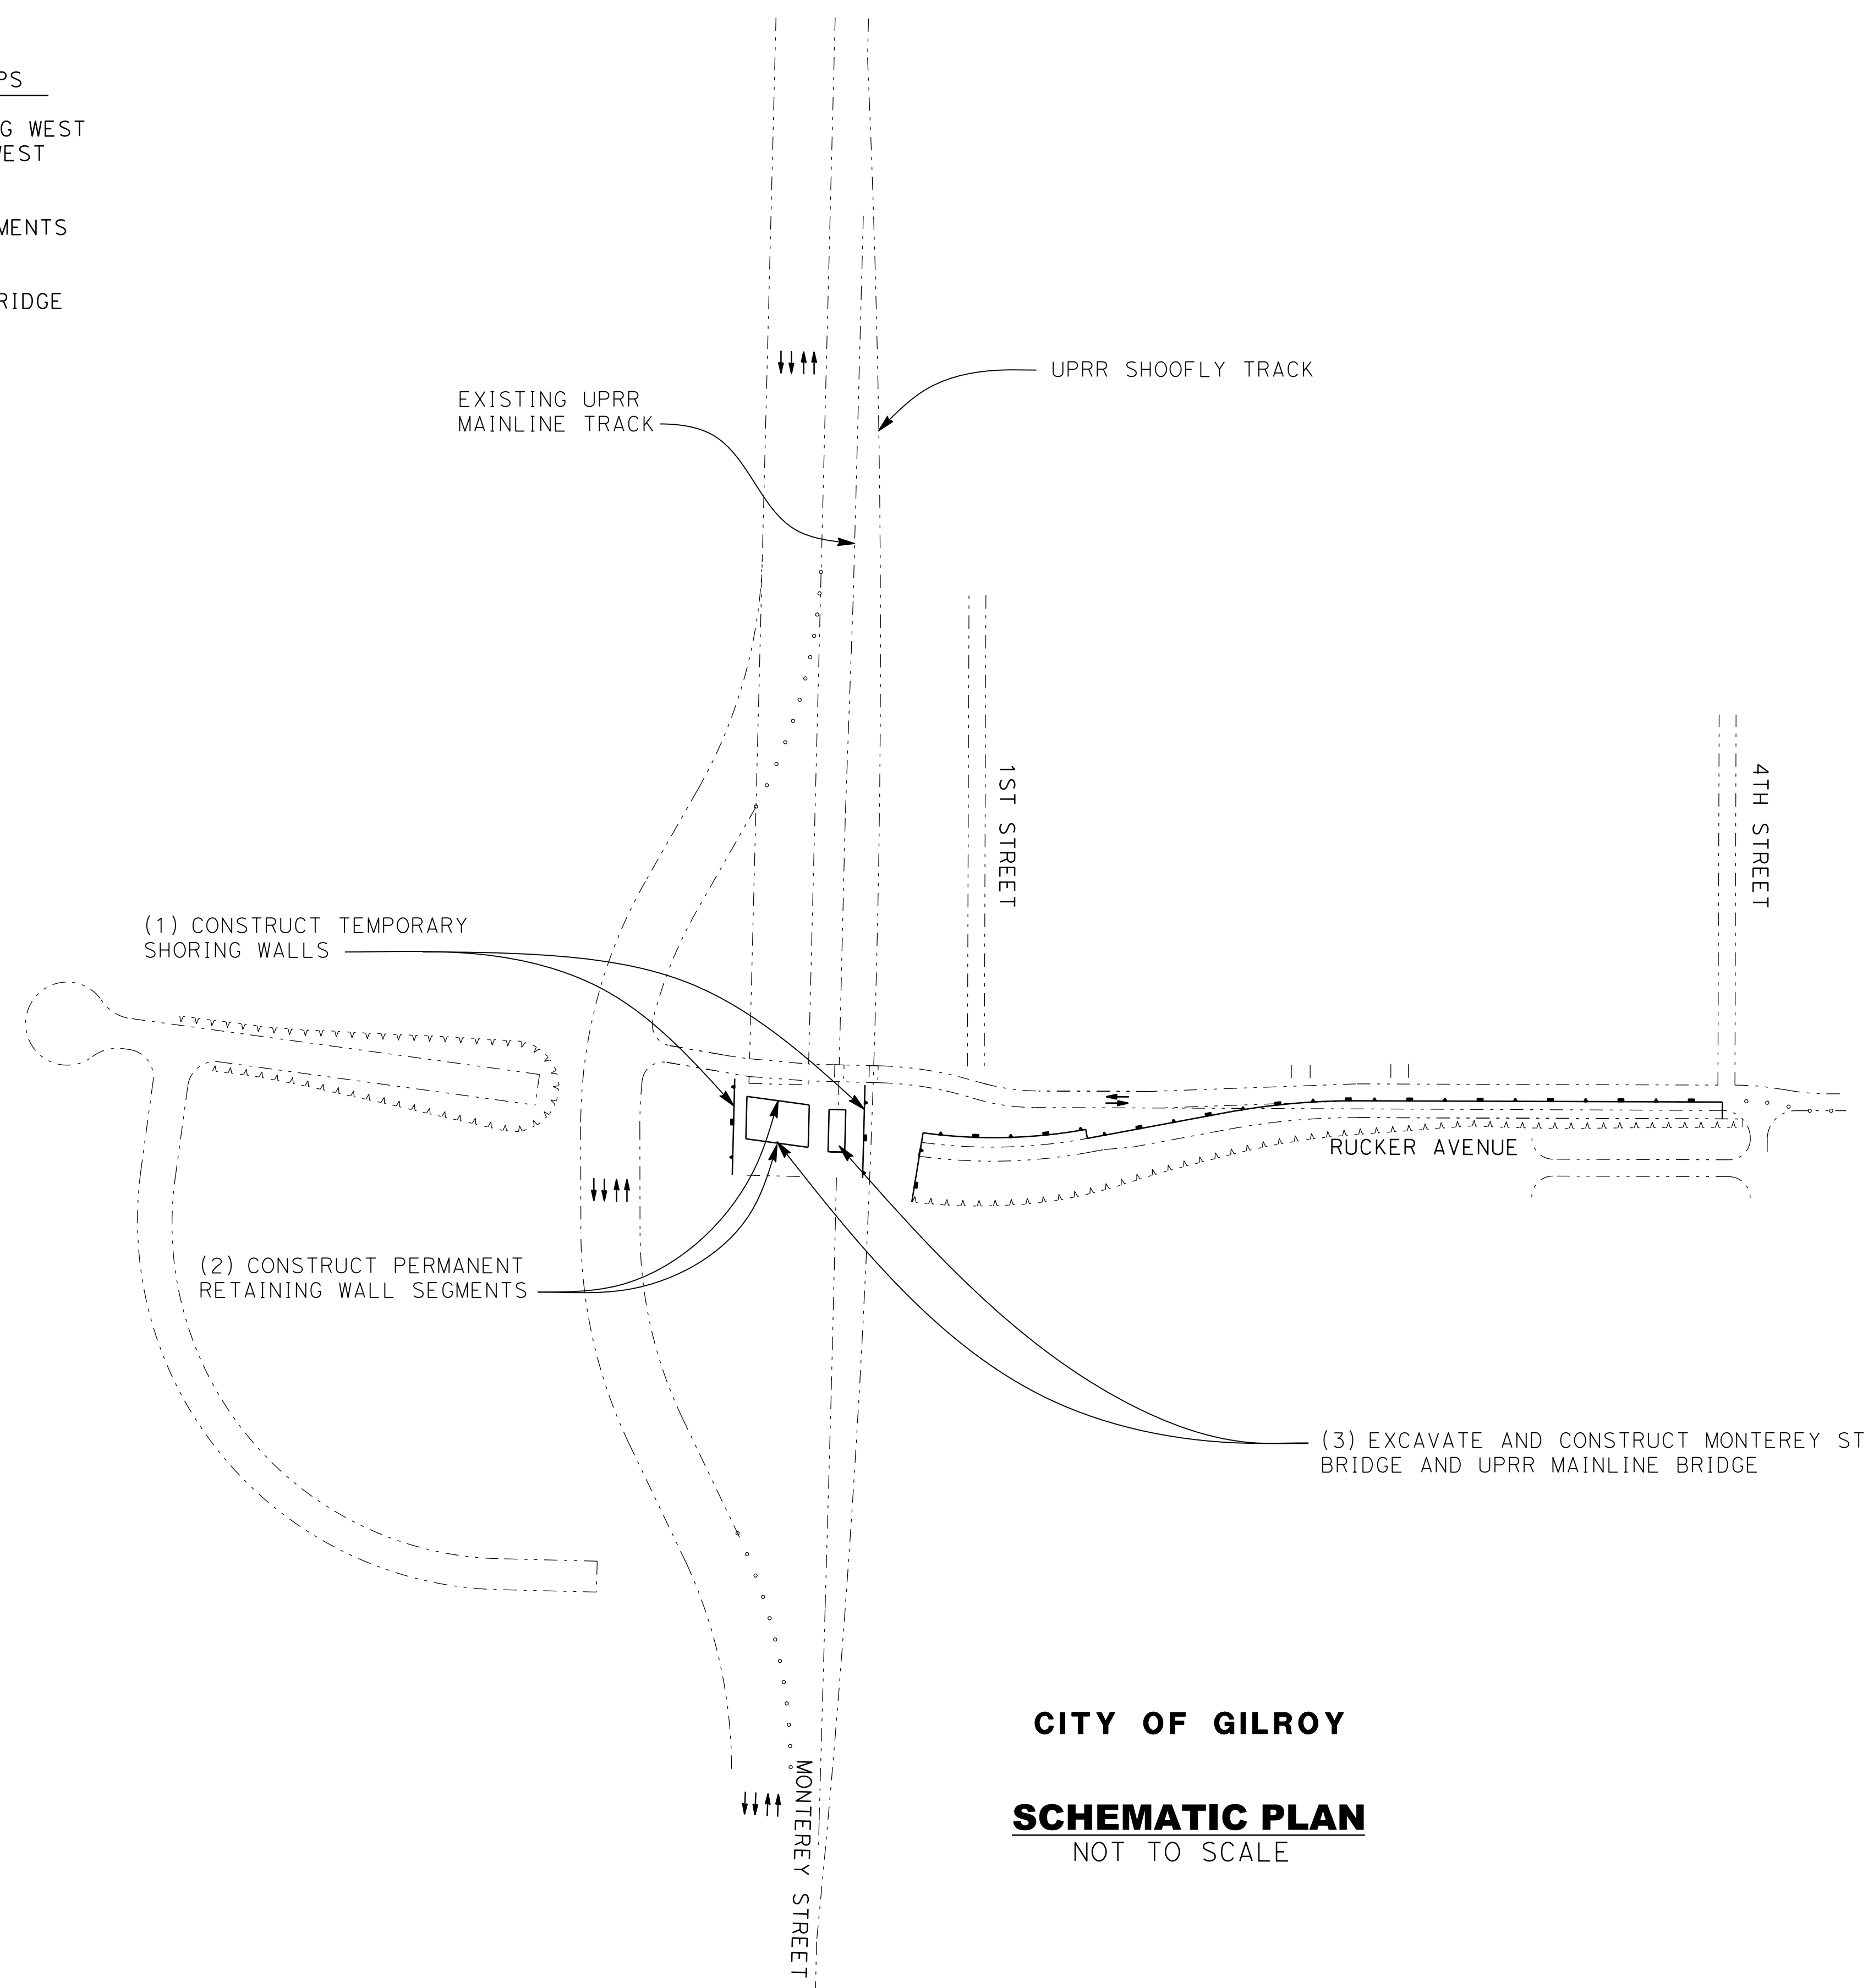 PS
G WEST
WEST
MENTS
RIDGE
UPRR SHOOFLY TRACK
EXISTING UPRR
MAINLINE TRACK
1ST STREET
4TH STREET
(1) CONSTRUCT TEMPORARY
SHORING WALLS
RUCKER AVENUE
(2) CONSTRUCT PERMANENT
RETAINING WALL SEGMENTS
(3) EXCAVATE AND CONSTRUCT MONTEREY ST
BRIDGE AND UPRR MAINLINE BRIDGE
MONTEREY STREET
CITY OF GILROY
SCHEMATIC PLAN
NOT TO SCALE